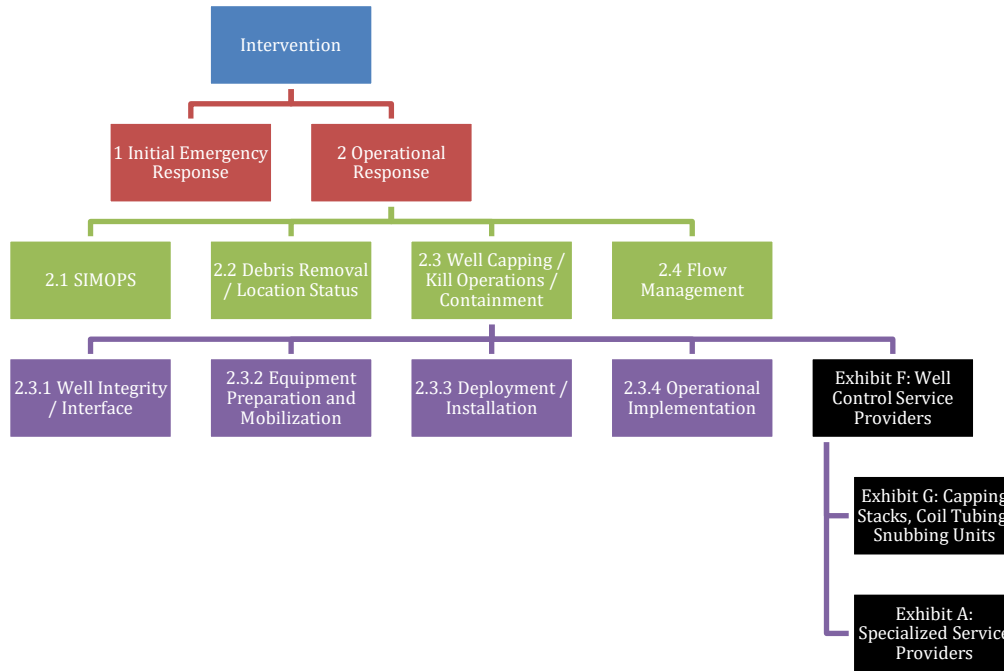 Intervention
1 Initial Emergency
Response
2 Operational
Response
2.1 SIMOPS
2.2 Debris Removal
/ Location Status
2.3 Well Capping /
Kill Operations /
Containment
2.4 Flow
Management
2.3.1 Well Integrity
/ Interface
2.3.2 Equipment
Preparation and
Mobilization
2.3.3 Deployment /
Installation
2.3.4 Operational
Implementation
Exhibit F: Well
Control Service
Providers
Exhibit G: Capping
Stacks, Coil Tubing,
Snubbing Units
Exhibit A:
Specialized Service
Providers